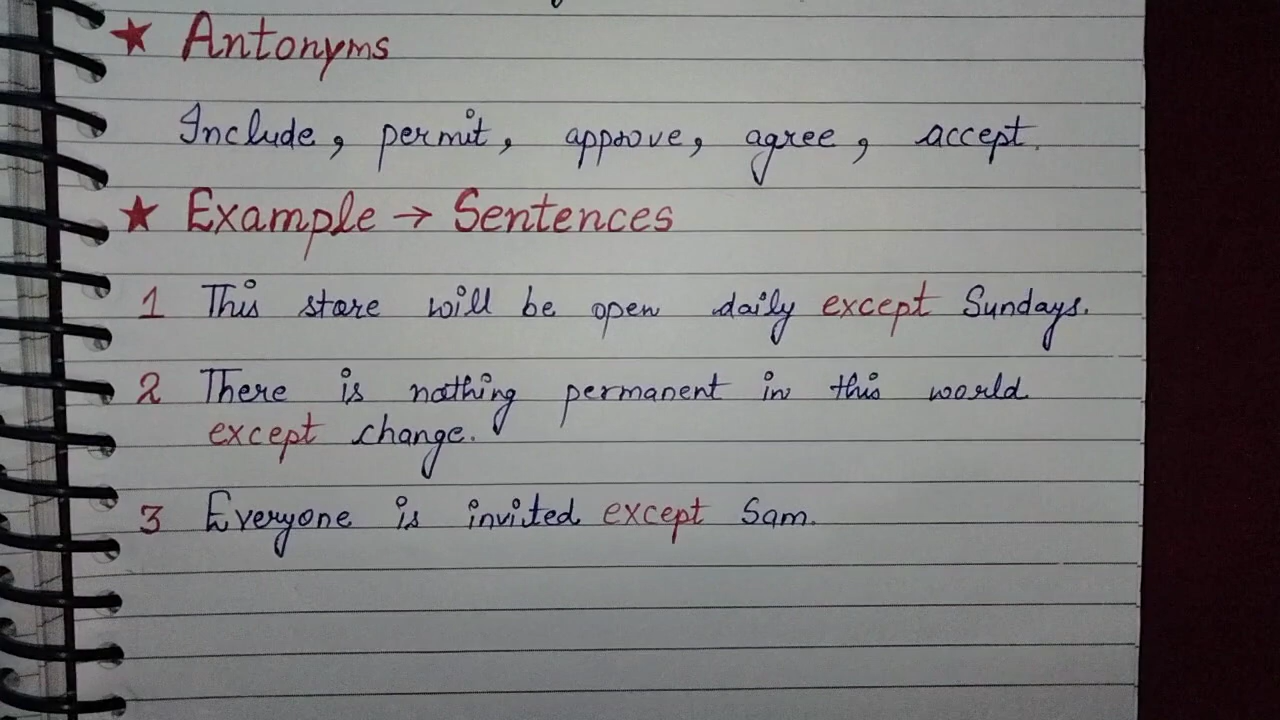 ★ Antonyms
Include, permit, approve, agree, accept.
★ Example → Sentences
1 This store will be open daily except Sundays.
2 There is nothing permanent in this world
except change.
3 Everyone is invited except Sam.